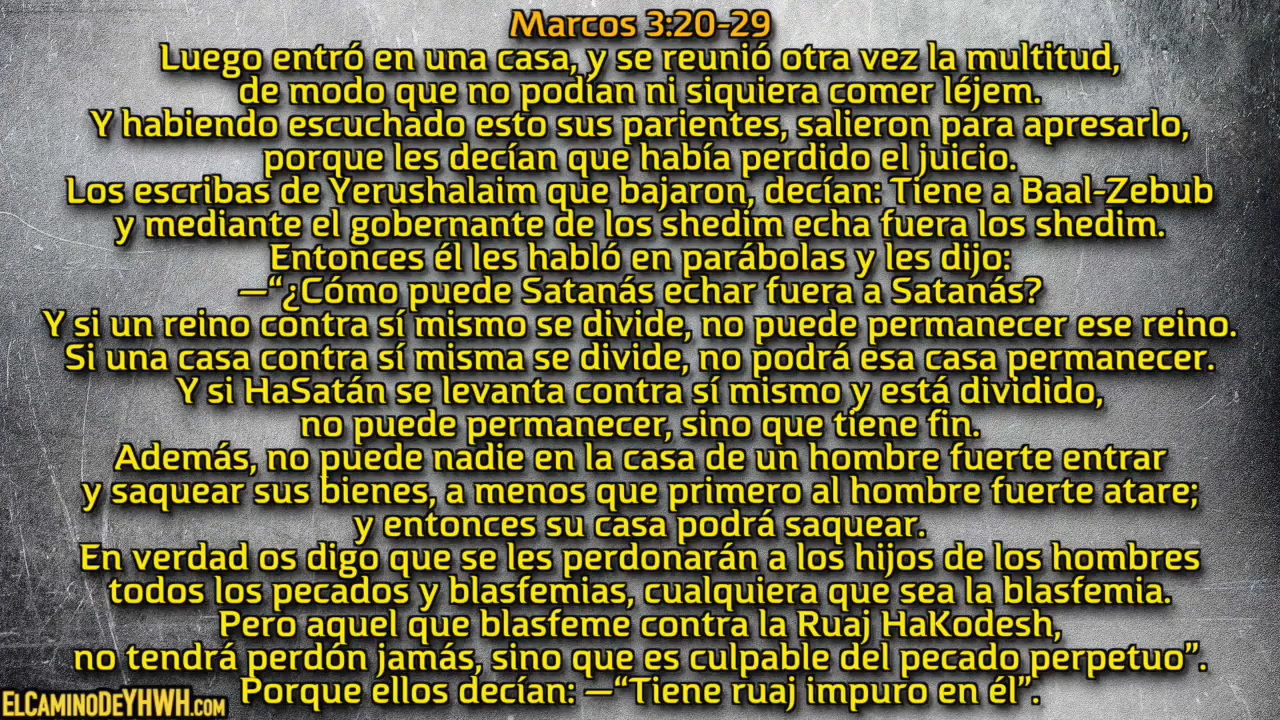 Marcos 3:20-29
Luego entró en una casa, y se reunió otra vez la multitud,
de modo que no podían ni siquiera comer léjem.
Y habiendo escuchado esto sus parientes, salieron para apresarlo,
porque les decían que había perdido el juicio.
Los escribas de Yerushalaim que bajaron, decían: Tiene a Baal-Zebub
y mediante el gobernante de los shedim echa fuera los shedim.
Entonces él les habló en parábolas y les dijo:
—“¿Cómo puede Satanás echar fuera a Satanás?
Y si un reino contra sí mismo se divide, no puede permanecer ese reino.
Si una casa contra sí misma se divide, no podrá esa casa permanecer.
Y si HaSatán se levanta contra sí mismo y está dividido,
no puede permanecer, sino que tiene fin.
Además, no puede nadie en la casa de un hombre fuerte entrar
y saquear sus bienes, a menos que primero al hombre fuerte atare;
y entonces su casa podrá saquear.
En verdad os digo que se les perdonarán a los hijos de los hombres
todos los pecados y blasfemias, cualquiera que sea la blasfemia.
Pero aquel que blasfeme contra la Ruaj HaKodesh,
no tendrá perdón jamás, sino que es culpable del pecado perpetuo”.
Porque ellos decían: —“Tiene ruaj impuro en él”.
ELCAMINODEYHWH.COM